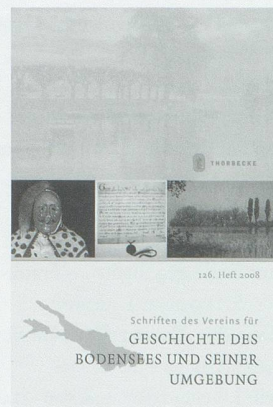 THORBECKE
126. Heft 2008
Schriften des Vereins für
GESCHICHTE DES
BODENSEES UND SEINER
UMGEBUNG